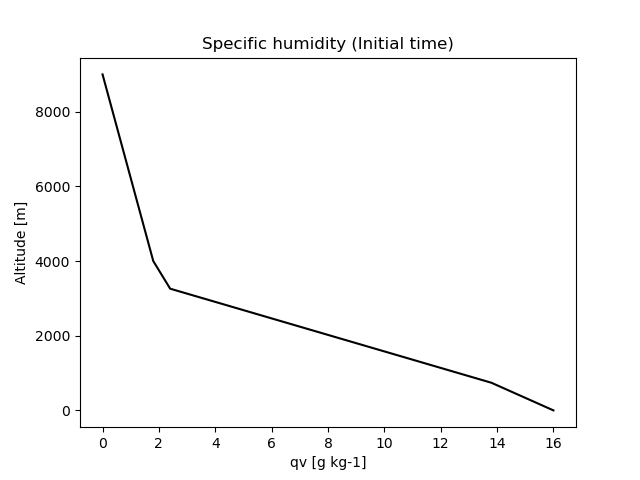 Specific humidity (Initial time)
Altitude [m]
8000
6000
4000
2000
0
0 2 4 6 8 10 12 14 16
qv [g kg-1]